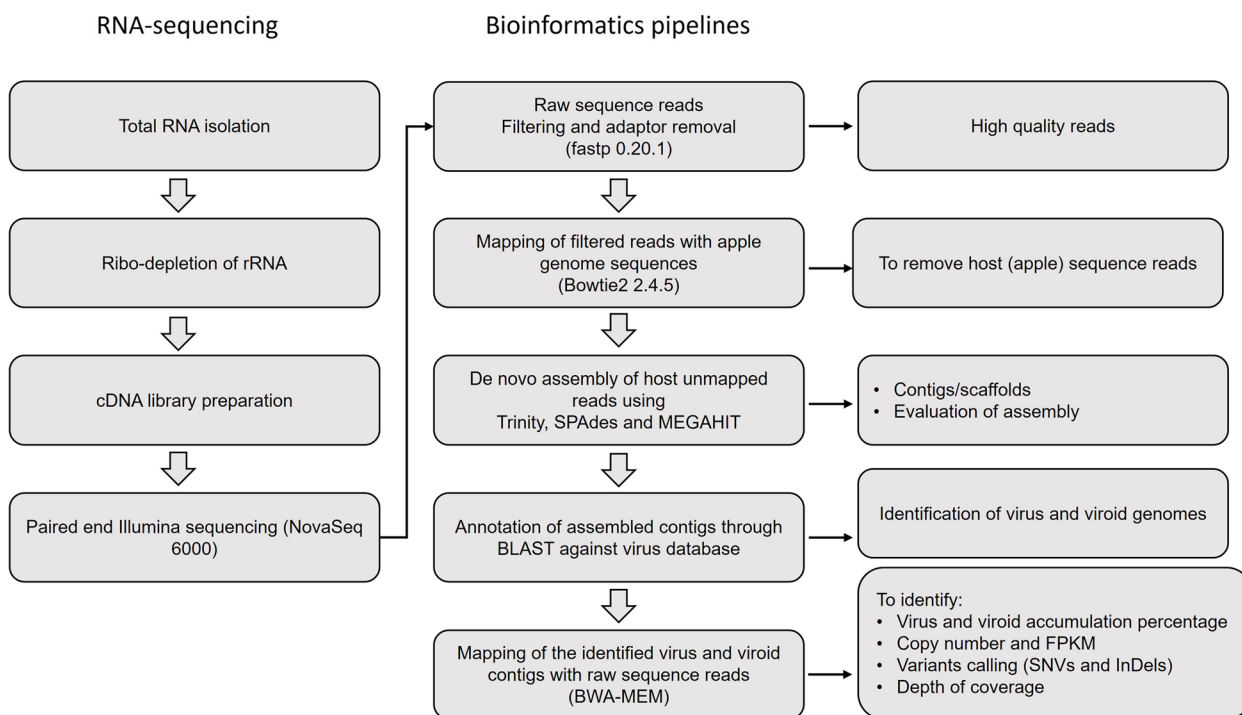 RNA-sequencing
Bioinformatics pipelines
Total RNA isolation
Ribo-depletion of rRNA
cDNA library preparation
Paired end Illumina sequencing (NovaSeq
6000)
Raw sequence reads
Filtering and adaptor removal
(fastp 0.20.1)
High quality reads
Mapping of filtered reads with apple
genome sequences
(Bowtie2 2.4.5)
To remove host (apple) sequence reads
De novo assembly of host unmapped
reads using
Trinity, SPAdes and MEGAHIT
• Contigs/scaffolds
• Evaluation of assembly
Annotation of assembled contigs through
BLAST against virus database
Identification of virus and viroid genomes
Mapping of the identified virus and viroid
contigs with raw sequence reads
(BWA-MEM)
To identify:
• Virus and viroid accumulation percentage
• Copy number and FPKM
• Variants calling (SNVs and InDels)
• Depth of coverage